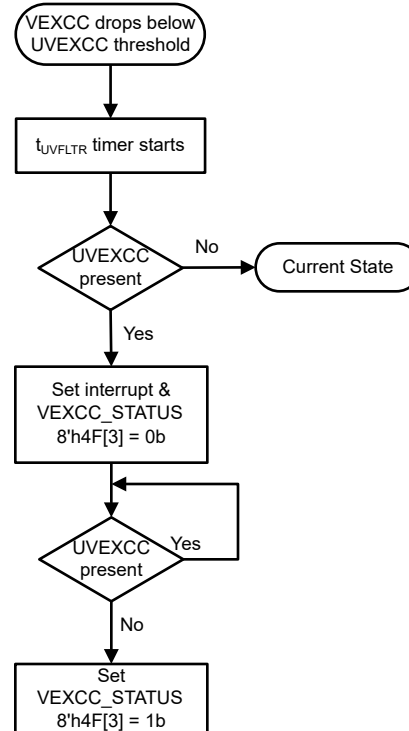 VEXCC drops below
UVEXCC threshold
tUVFLTR timer starts
UVEXCC
present
No
Current State
Yes
Set interrupt &
VEXCC_STATUS
8'h4F[3] = 0b
UVEXCC
present
Yes
No
Set
VEXCC_STATUS
8'h4F[3] = 1b